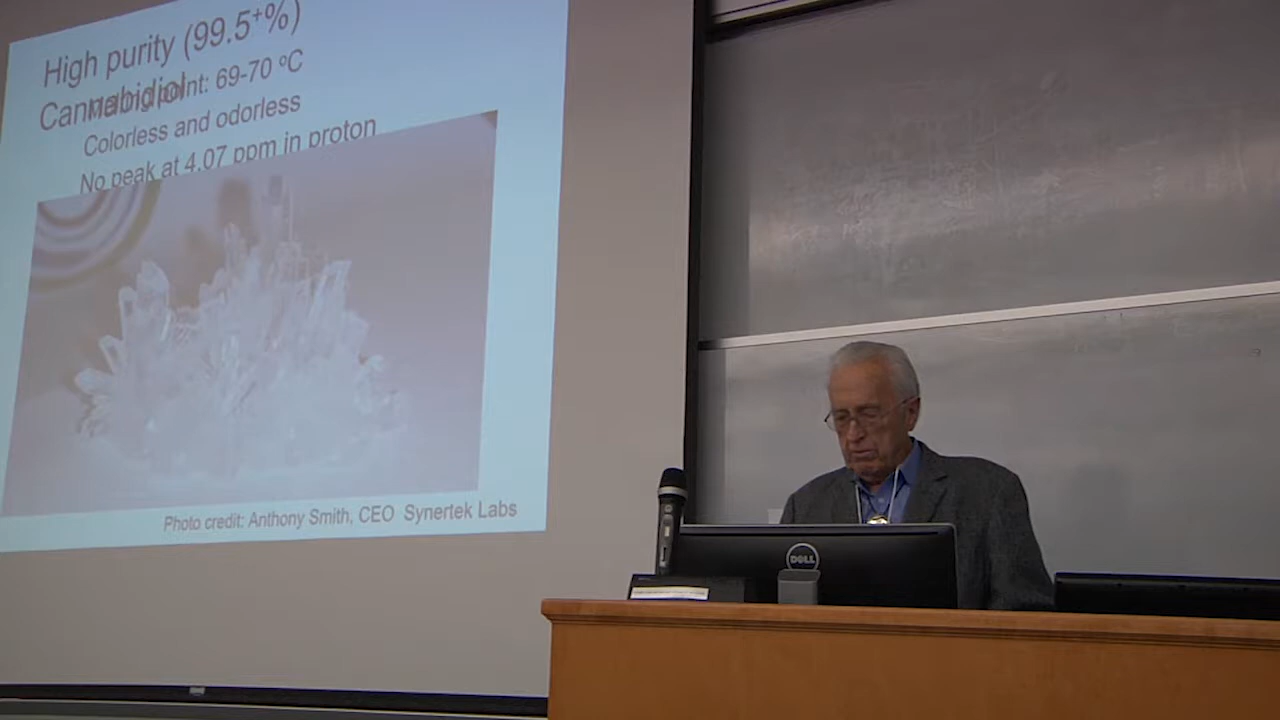 High purity (99.5⁺%)
Cannabidiol
Melting point: 69-70 ºC
Colorless and odorless
No peak at 4.07 ppm in proton
Photo credit: Anthony Smith, CEO Synertek Labs
DELL